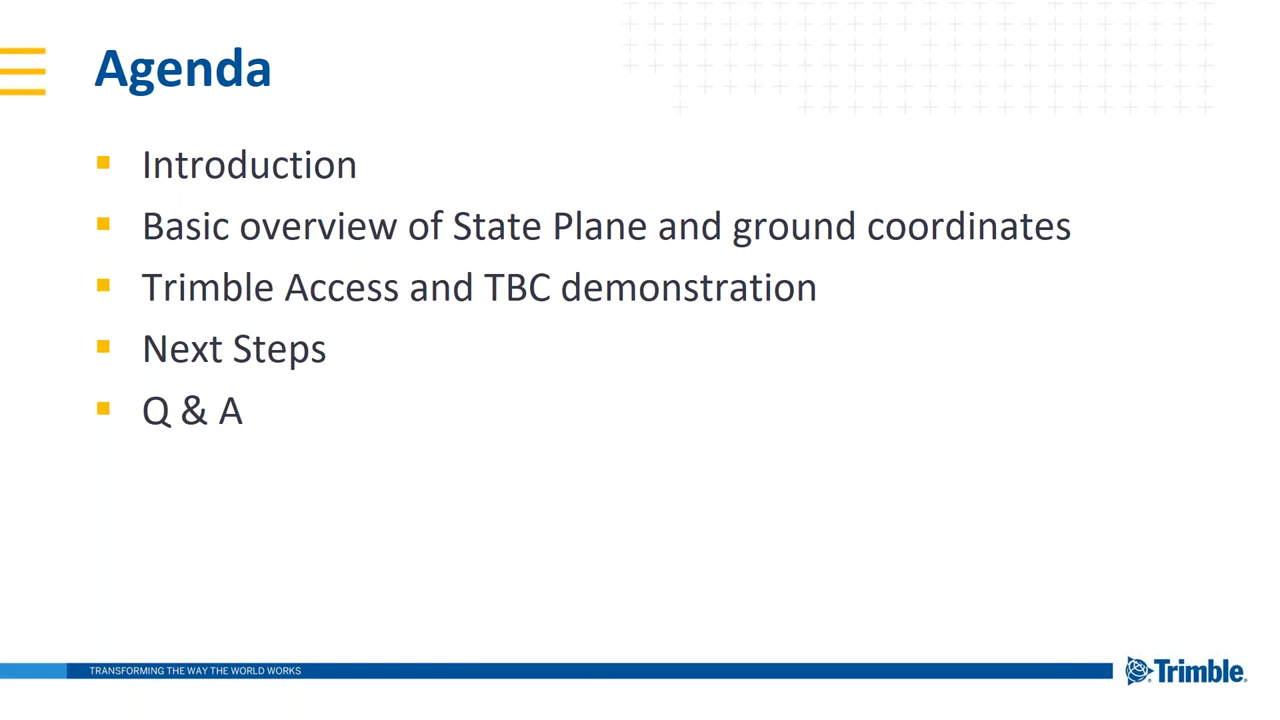 Agenda
Introduction
Basic overview of State Plane and ground coordinates
Trimble Access and TBC demonstration
Next Steps
Q & A
TRANSFORMING THE WAY THE WORLD WORKS
Trimble